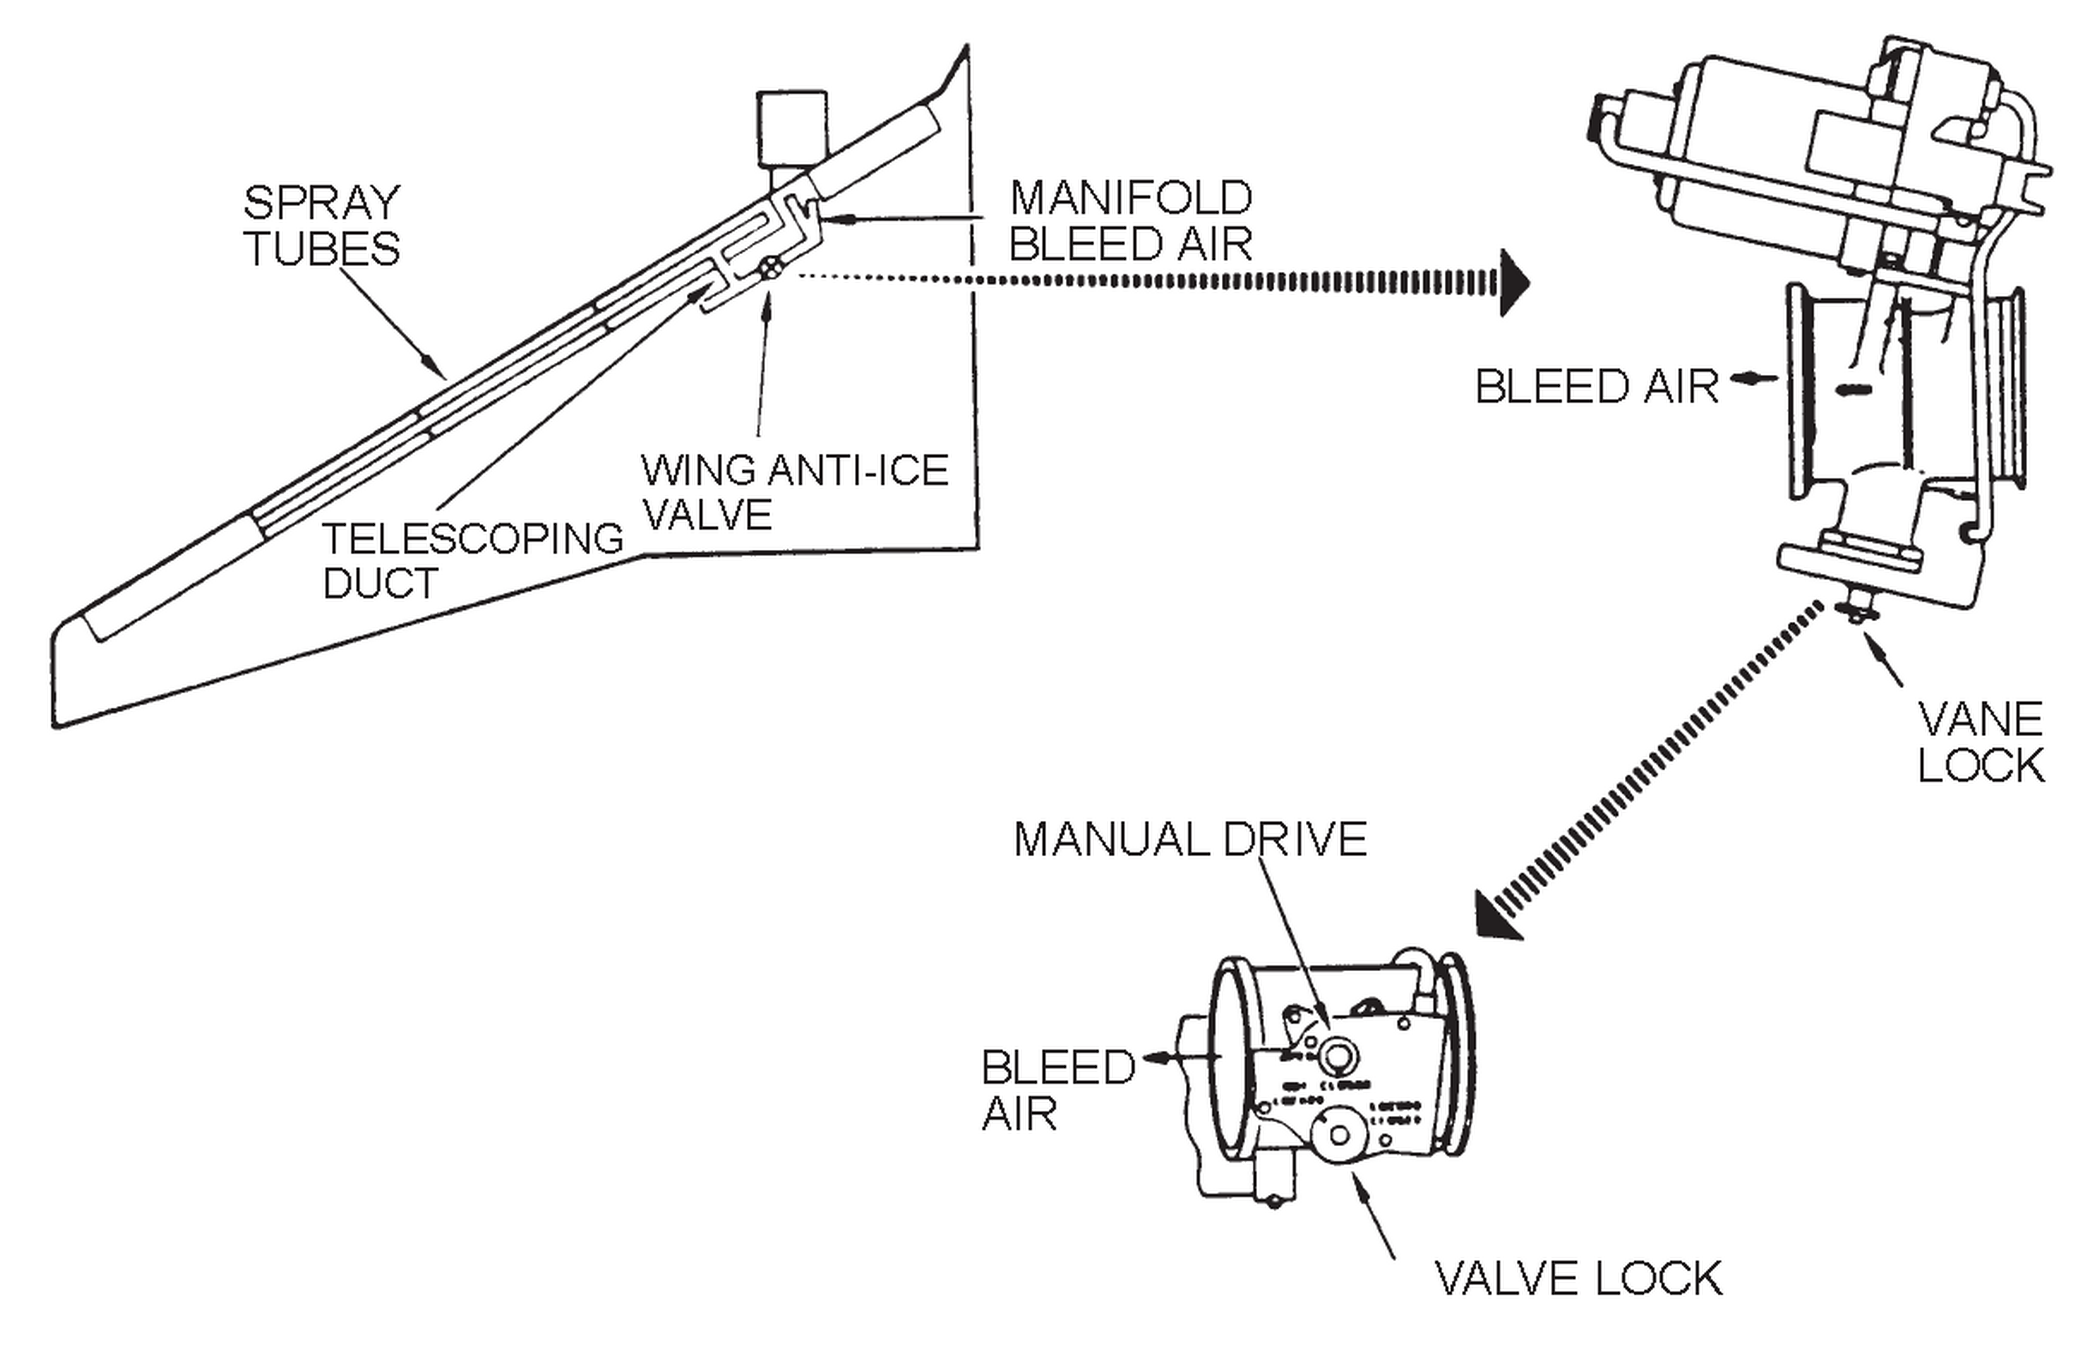 SPRAY
TUBES
MANIFOLD
BLEED AIR
BLEED AIR
WING ANTI-ICE
VALVE
TELESCOPING
DUCT
VANE
LOCK
MANUAL DRIVE
BLEED
AIR
VALVE LOCK